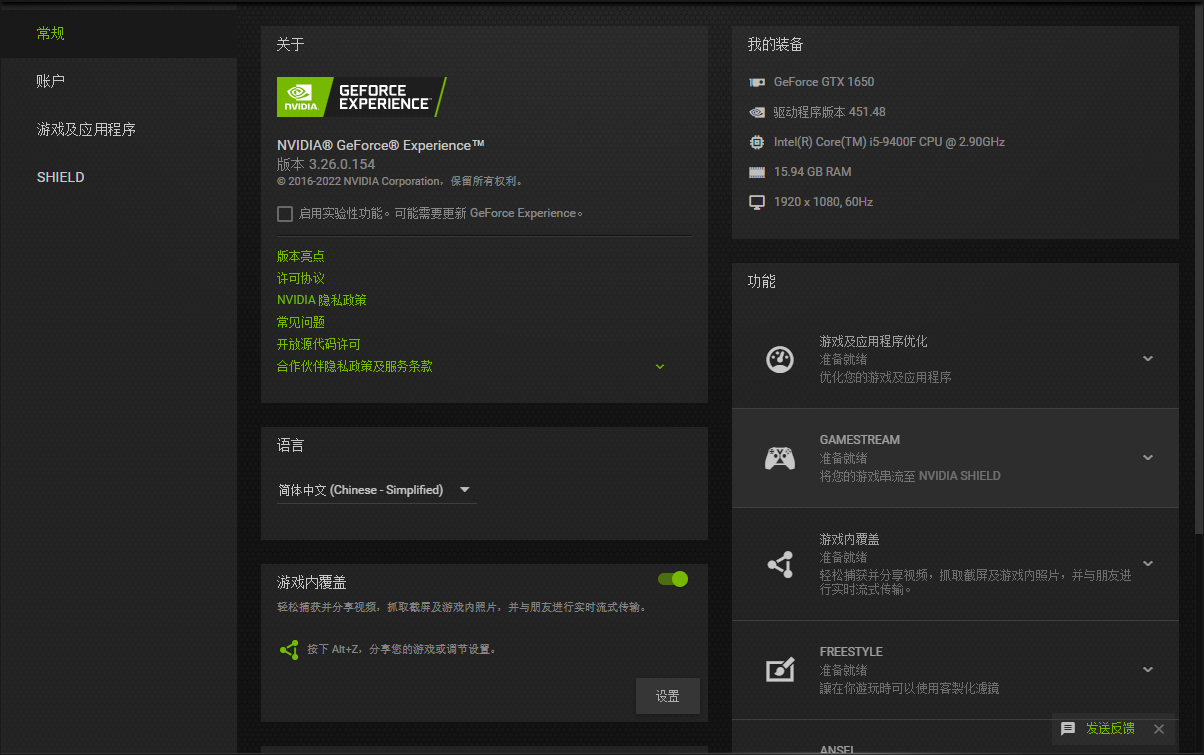 常规
账户
游戏及应用程序
SHIELD
关于
NVIDIA.
GEFORCE
EXPERIENCE
NVIDIA® GeForce® Experience™
版本 3.26.0.154
© 2016-2022 NVIDIA Corporation，保留所有权利。
启用实验性功能。可能需要更新 GeForce Experience。
版本亮点
许可协议
NVIDIA 隐私政策
常见问题
开放源代码许可
合作伙伴隐私政策及服务条款
语言
简体中文 (Chinese - Simplified)
游戏内覆盖
轻松捕获并分享视频，抓取截屏及游戏内照片，并与朋友进行实时流式传输。
按下 Alt+Z，分享您的游戏或调节设置。
设置
我的装备
GeForce GTX 1650
驱动程序版本 451.48
Intel(R) Core(TM) i5-9400F CPU @ 2.90GHz
15.94 GB RAM
1920 x 1080, 60Hz
功能
游戏及应用程序优化
准备就绪
优化您的游戏及应用程序
GAMESTREAM
准备就绪
将您的游戏串流至 NVIDIA SHIELD
游戏内覆盖
准备就绪
轻松捕获并分享视频，抓取截屏及游戏内照片，并与朋友进
行实时流式传输。
FREESTYLE
准备就绪
讓在你遊玩時可以使用客製化濾鏡
ANSEL
发送反馈